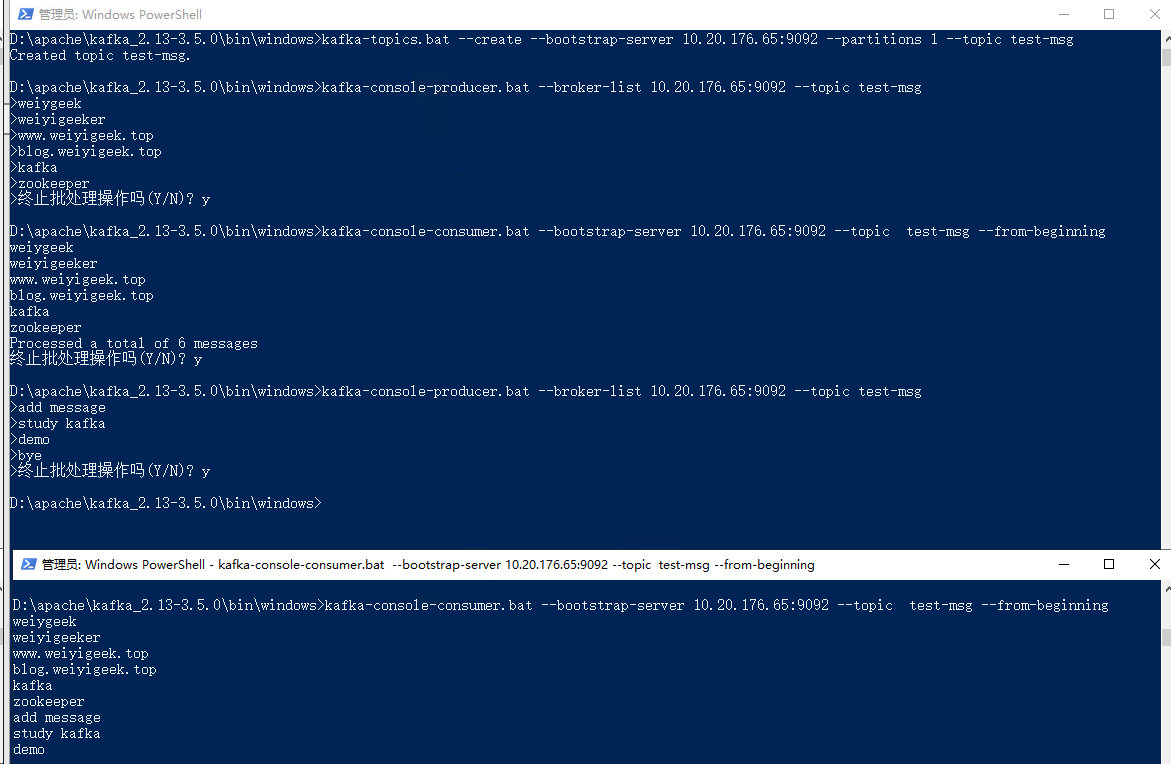 管理员: Windows PowerShell
D:\apache\kafka_2.13-3.5.0\bin\windows>kafka-topics.bat --create --bootstrap-server 10.20.176.65:9092 --partitions 1 --topic test-msg
Created topic test-msg.
D:\apache\kafka_2.13-3.5.0\bin\windows>kafka-console-producer.bat --broker-list 10.20.176.65:9092 --topic test-msg
>weiygeek
>weiyigeeker
>www.weiyigeek.top
>blog.weiyigeek.top
>kafka
>zookeeper
>终止批处理操作吗(Y/N)? y
D:\apache\kafka_2.13-3.5.0\bin\windows>kafka-console-consumer.bat --bootstrap-server 10.20.176.65:9092 --topic  test-msg --from-beginning
weiygeek
weiyigeeker
www.weiyigeek.top
blog.weiyigeek.top
kafka
zookeeper
Processed a total of 6 messages
终止批处理操作吗(Y/N)? y
D:\apache\kafka_2.13-3.5.0\bin\windows>kafka-console-producer.bat --broker-list 10.20.176.65:9092 --topic test-msg
>add message
>study kafka
>demo
>bye
>终止批处理操作吗(Y/N)? y
D:\apache\kafka_2.13-3.5.0\bin\windows>
管理员: Windows PowerShell - kafka-console-consumer.bat  --bootstrap-server 10.20.176.65:9092 --topic  test-msg --from-beginning
D:\apache\kafka_2.13-3.5.0\bin\windows>kafka-console-consumer.bat --bootstrap-server 10.20.176.65:9092 --topic  test-msg --from-beginning
weiygeek
weiyigeeker
www.weiyigeek.top
blog.weiyigeek.top
kafka
zookeeper
add message
study kafka
demo